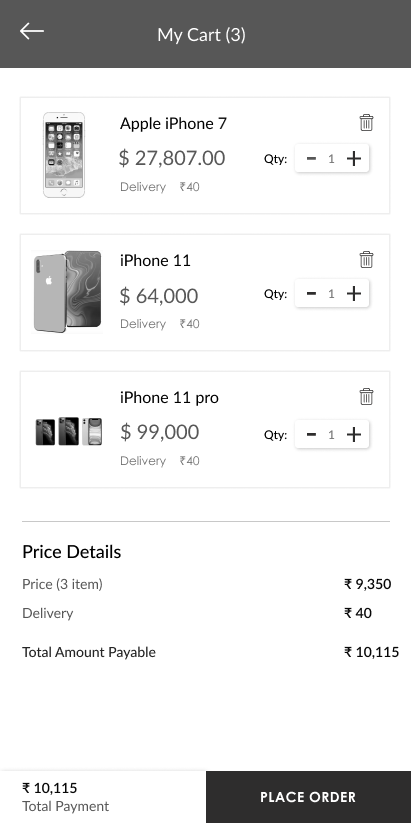 My Cart (3)
Apple iPhone 7
$ 27,807.00
Qty: - 1 +
Delivery ₹40
iPhone 11
$ 64,000
Qty: - 1 +
Delivery ₹40
iPhone 11 pro
$ 99,000
Qty: - 1 +
Delivery ₹40
Price Details
Price (3 item) ₹ 9,350
Delivery ₹ 40
Total Amount Payable ₹ 10,115
₹ 10,115
Total Payment
PLACE ORDER